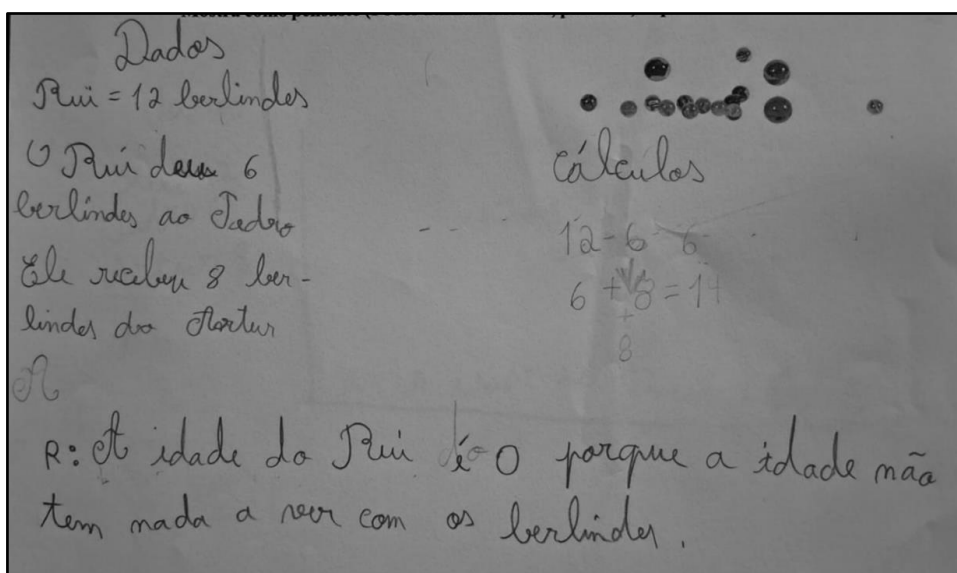 Dados
Rui = 12 berlindes
O Rui deu 6
berlindes ao Pedro
Ele recebeu 8 ber-
lindes do Artur
A
Cálculos
12 - 6 = 6
6 + 8 = 14
+
8
R: A idade do Rui é 0 porque a idade não
tem nada a ver com os berlindes.